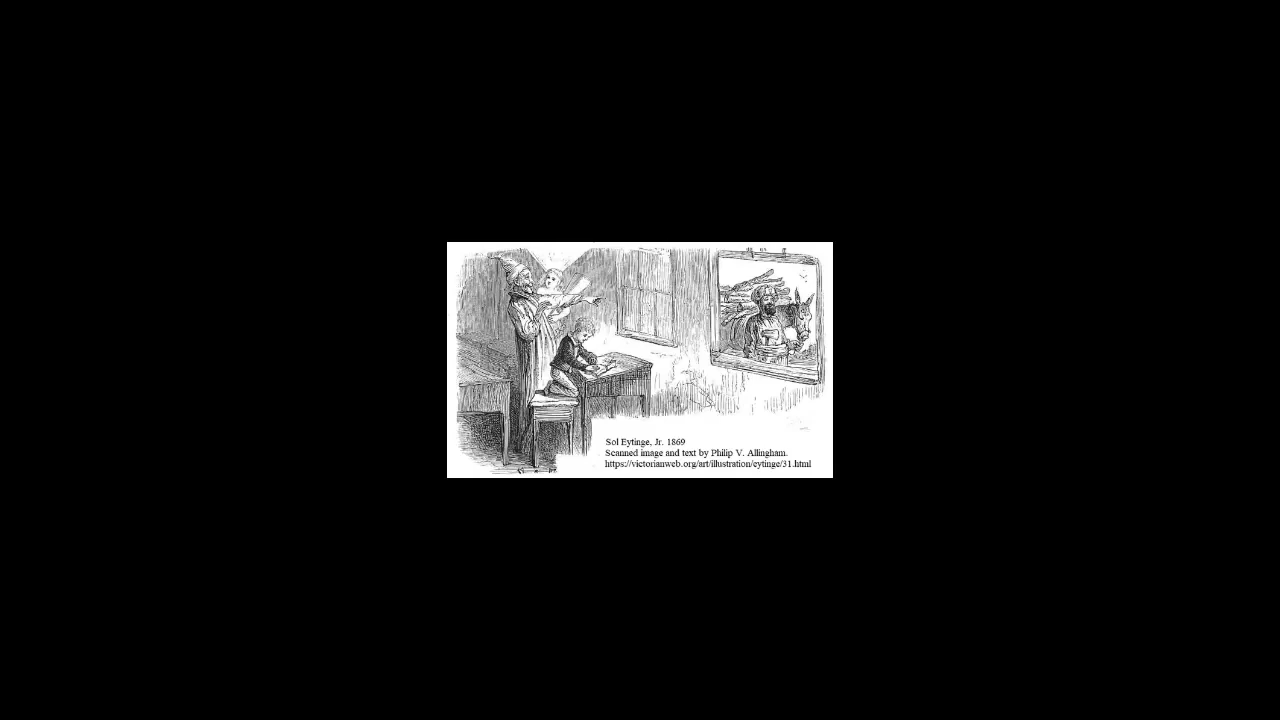 Sol Eytinge, Jr. 1869
Scanned image and text by Philip V. Allingham.
https://victorianweb.org/art/illustration/eytinge/31.html